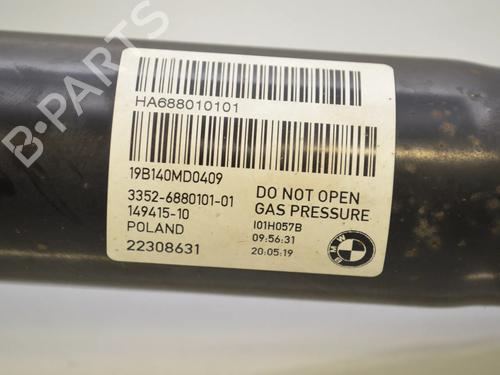 B-PARTS
HA688010101
19B140MD0409
3352-6880101-01
149415-10
POLAND
22308631
DO NOT OPEN
GAS PRESSURE
I01H057B
09:56:31
20:05:19
BMW